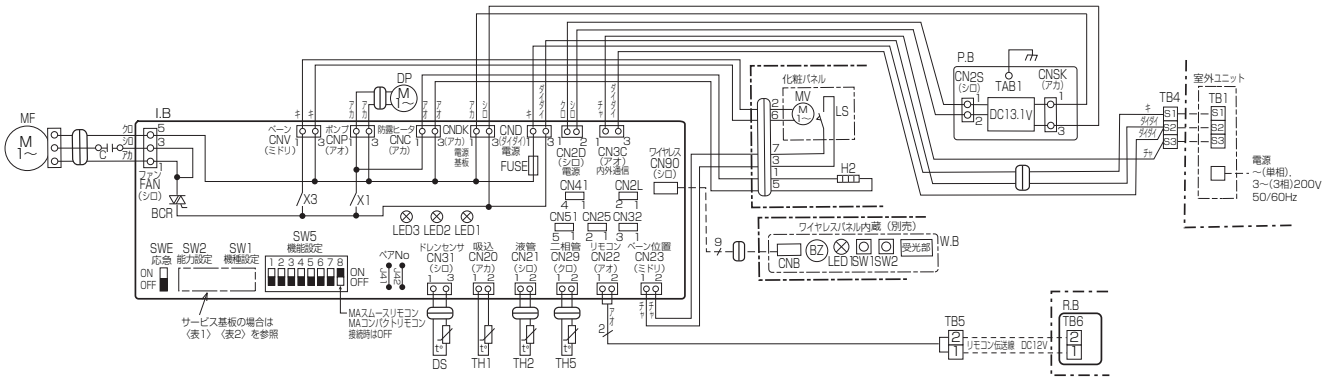 MF
M
1～
クロ
シロ
アカ
C
I.B
5
3
1
ファン
FAN
(シロ)
BCR
キ
キ
ベーン
CNV
(ミドリ)
1 3
アカ
アカ
ポンプ
CNP
(アオ)
1 3
DP
M
1～
アオ
アオ
防露ヒータ
CNC
(アカ)
1 3
アカ
シロ
CNDK
(アカ)
電源
基板
1 3
ダイダイ
CND
(ダイダイ)
電源
1 3
FUSE
クロ
シロ
1 2
CN2D
(シロ)
電源
チャ
ダイダイ
1 3
CN3C
(アオ)
内外通信
ワイヤレス
CN90
(シロ)
X3
X1
LED3 LED2 LED1
CN41
4 1
CN2L
2 1
CN51
5 1
CN25
2 1
CN32
3 1
SWE
応急
ON
OFF
SW2
能力設定
SW1
機種設定
SW5
機能設定
1 2 3 4 5 6 7 8
ON
OFF
ペアNo
J41
J42
ドレンセンサ
CN31
(シロ)
1 3
吸込
CN20
(アカ)
1 2
液管
CN21
(シロ)
1 2
二相管
CN29
(クロ)
1 2
リモコン
CN22
(アオ)
1 2
ベーン位置
CN23
(ミドリ)
1 2
サービス基板の場合は
〈表1〉〈表2〉を参照
MAスムースリモコン
MAコンパクトリモコン
接続時はOFF
t°
DS
t°
TH1
t°
TH2
t°
TH5
2
アオ
チャ
チャ
化粧パネル
MV
M
1～
LS
2
6
7
3
1
5
H2
ワイヤレスパネル内蔵(別売)
W.B
9
CNB
BZ
LED1
SW1
SW2
受光部
P.B
CN2S
(シロ)
1
2
TAB1
DC13.1V
CNSK
(アカ)
1
3
キ
ダイダイ
ダイダイ
チャ
TB4
S1
S2
S3
室外ユニット
TB1
S1
S2
S3
電源
～(単相),
3～(3相)200V
50/60Hz
TB5
2
1
リモコン伝送線 DC12V
R.B
TB6
2
1